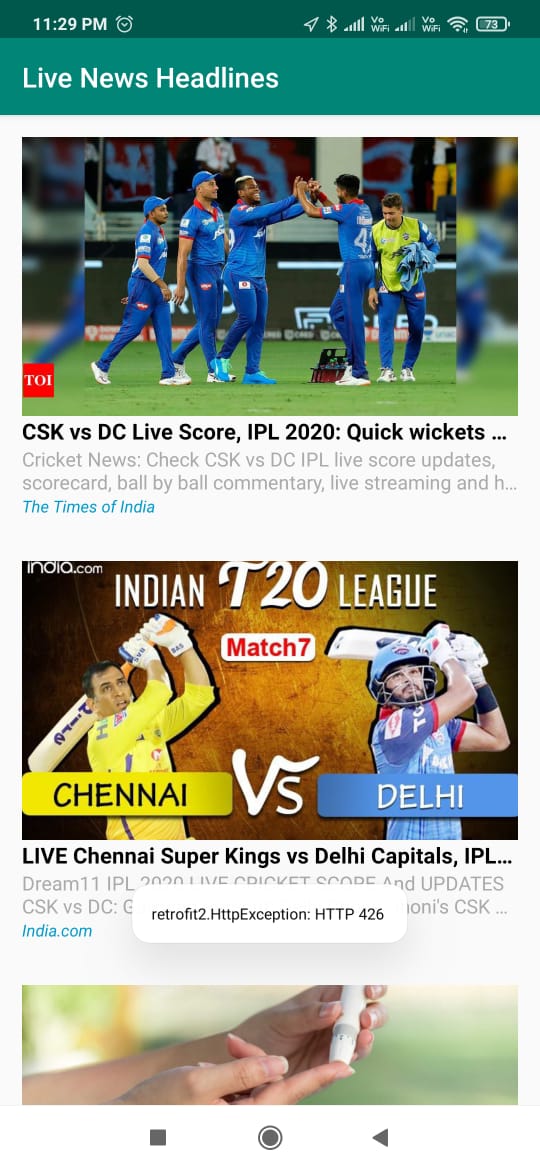 11:29 PM
Vo WiFi
Vo WiFi
73
Live News Headlines
TOI
CSK vs DC Live Score, IPL 2020: Quick wickets ...
Cricket News: Check CSK vs DC IPL live score updates,
scorecard, ball by ball commentary, live streaming and h...
The Times of India
india.com
INDIAN T20 LEAGUE
Match7
CHENNAI
VS
DELHI
LIVE Chennai Super Kings vs Delhi Capitals, IPL...
Dream11 IPL 2020 LIVE CRICKET SCORE And UPDATES
CSK vs DC: G
moni's CSK ...
retrofit2.HttpException: HTTP 426
India.com